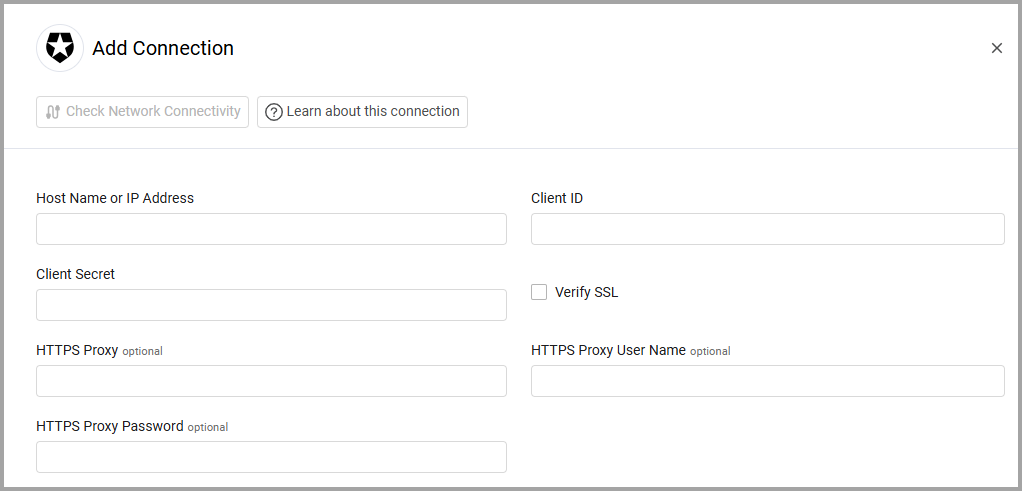 Add Connection
Check Network Connectivity
Learn about this connection
Host Name or IP Address
Client ID
Client Secret
Verify SSL
HTTPS Proxy optional
HTTPS Proxy User Name optional
HTTPS Proxy Password optional